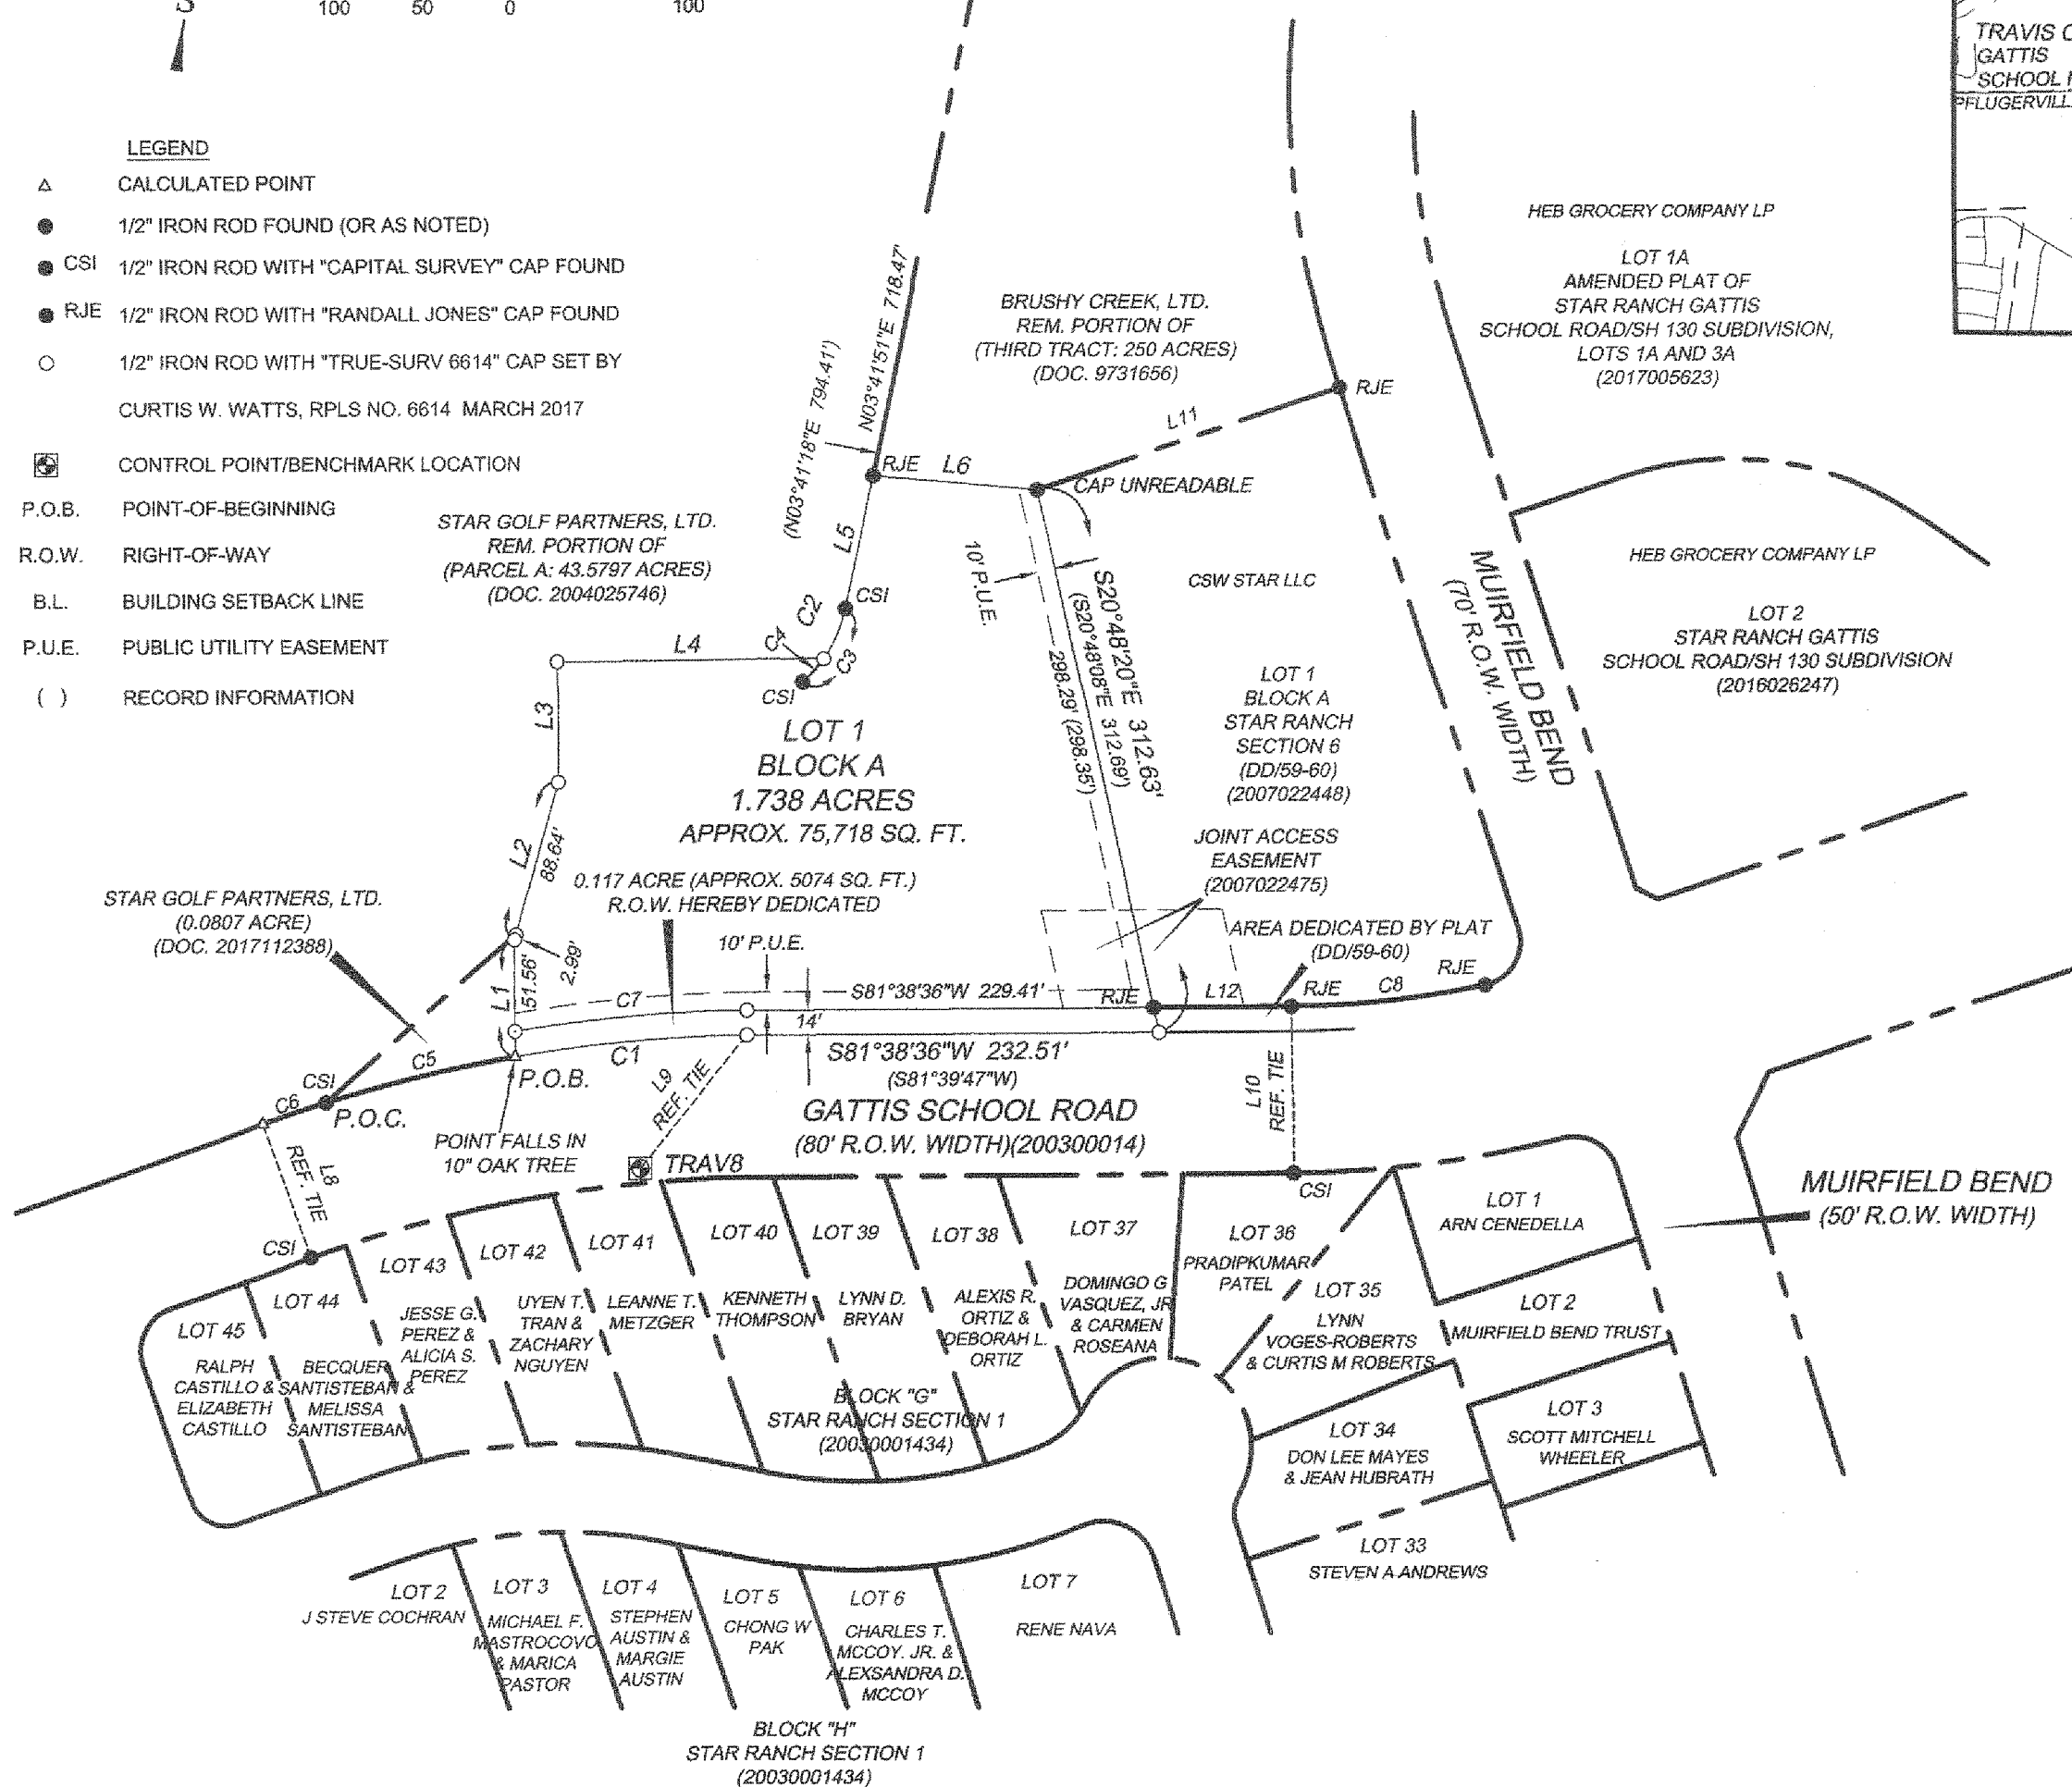 100 50 0 100
TRAVIS C
GATTIS
SCHOOL
PFLUGERVILL
LEGEND
CALCULATED POINT
1/2" IRON ROD FOUND (OR AS NOTED)
CSI 1/2" IRON ROD WITH "CAPITAL SURVEY" CAP FOUND
RJE 1/2" IRON ROD WITH "RANDALL JONES" CAP FOUND
1/2" IRON ROD WITH "TRUE-SURV 6614" CAP SET BY
CURTIS W. WATTS, RPLS NO. 6614 MARCH 2017
CONTROL POINT/BENCHMARK LOCATION
P.O.B. POINT-OF-BEGINNING
R.O.W. RIGHT-OF-WAY
B.L. BUILDING SETBACK LINE
P.U.E. PUBLIC UTILITY EASEMENT
( ) RECORD INFORMATION
HEB GROCERY COMPANY LP
LOT 1A
AMENDED PLAT OF
STAR RANCH GATTIS
SCHOOL ROAD/SH 130 SUBDIVISION,
LOTS 1A AND 3A
(2017005623)
BRUSHY CREEK, LTD.
REM. PORTION OF
(THIRD TRACT: 250 ACRES)
(DOC. 9731656)
N03°41'51"E 718.47'
(N03°41'18"E 794.41')
RJE
L11
RJE
L6
CAP UNREADABLE
STAR GOLF PARTNERS, LTD.
REM. PORTION OF
(PARCEL A: 43.5797 ACRES)
(DOC. 2004025746)
L5
CSI
C2
C4
C3
CSI
L4
L3
L2
88.64'
10' P.U.E.
S20°48'20"E 312.63'
(S20°48'08"E 312.69')
298.29' (298.35')
CSW STAR LLC
LOT 1
BLOCK A
STAR RANCH
SECTION 6
(DD/59-60)
(2007022448)
MUIRFIELD BEND
(70' R.O.W. WIDTH)
HEB GROCERY COMPANY LP
LOT 2
STAR RANCH GATTIS
SCHOOL ROAD/SH 130 SUBDIVISION
(2016026247)
LOT 1
BLOCK A
1.738 ACRES
APPROX. 75,718 SQ. FT.
JOINT ACCESS
EASEMENT
(2007022475)
0.117 ACRE (APPROX. 5074 SQ. FT.)
R.O.W. HEREBY DEDICATED
STAR GOLF PARTNERS, LTD.
(0.0807 ACRE)
(DOC. 2017112388)
AREA DEDICATED BY PLAT
(DD/59-60)
10' P.U.E.
2.99'
L1
51.56'
C7
S81°38'36"W 229.41'
RJE
L12
RJE
C8
RJE
14'
C1
S81°38'36"W 232.51'
(S81°39'47"W)
C5
P.O.B.
CSI
C6
P.O.C.
L9
REF. TIE
L10
REF. TIE
GATTIS SCHOOL ROAD
(80' R.O.W. WIDTH)(200300014)
POINT FALLS IN
10" OAK TREE
L8
REF. TIE
TRAV8
CSI
CSI
MUIRFIELD BEND
(50' R.O.W. WIDTH)
LOT 1
ARN CENEDELLA
LOT 45
RALPH
CASTILLO &
ELIZABETH
CASTILLO
LOT 44
BECQUER
SANTISTEBAN &
MELISSA
SANTISTEBAN
LOT 43
JESSE G.
PEREZ &
ALICIA S.
PEREZ
LOT 42
UYEN T.
TRAN &
ZACHARY
NGUYEN
LOT 41
LEANNE T.
METZGER
LOT 40
KENNETH
THOMPSON
LOT 39
LYNN D.
BRYAN
LOT 38
ALEXIS R.
ORTIZ &
DEBORAH L.
ORTIZ
LOT 37
DOMINGO G
VASQUEZ, JR
& CARMEN
ROSEANA
LOT 36
PRADIPKUMAR
PATEL
LOT 35
LYNN
VOGES-ROBERTS
& CURTIS M ROBERTS
LOT 2
MUIRFIELD BEND TRUST
BLOCK "G"
STAR RANCH SECTION 1
(20030001434)
LOT 34
DON LEE MAYES
& JEAN HUBRATH
LOT 3
SCOTT MITCHELL
WHEELER
LOT 33
STEVEN A ANDREWS
LOT 2
J STEVE COCHRAN
LOT 3
MICHAEL F.
MASTROCOVO
& MARICA
PASTOR
LOT 4
STEPHEN
AUSTIN &
MARGIE
AUSTIN
LOT 5
CHONG W
PAK
LOT 6
CHARLES T.
MCCOY. JR. &
ALEXSANDRA D.
MCCOY
LOT 7
RENE NAVA
BLOCK "H"
STAR RANCH SECTION 1
(20030001434)